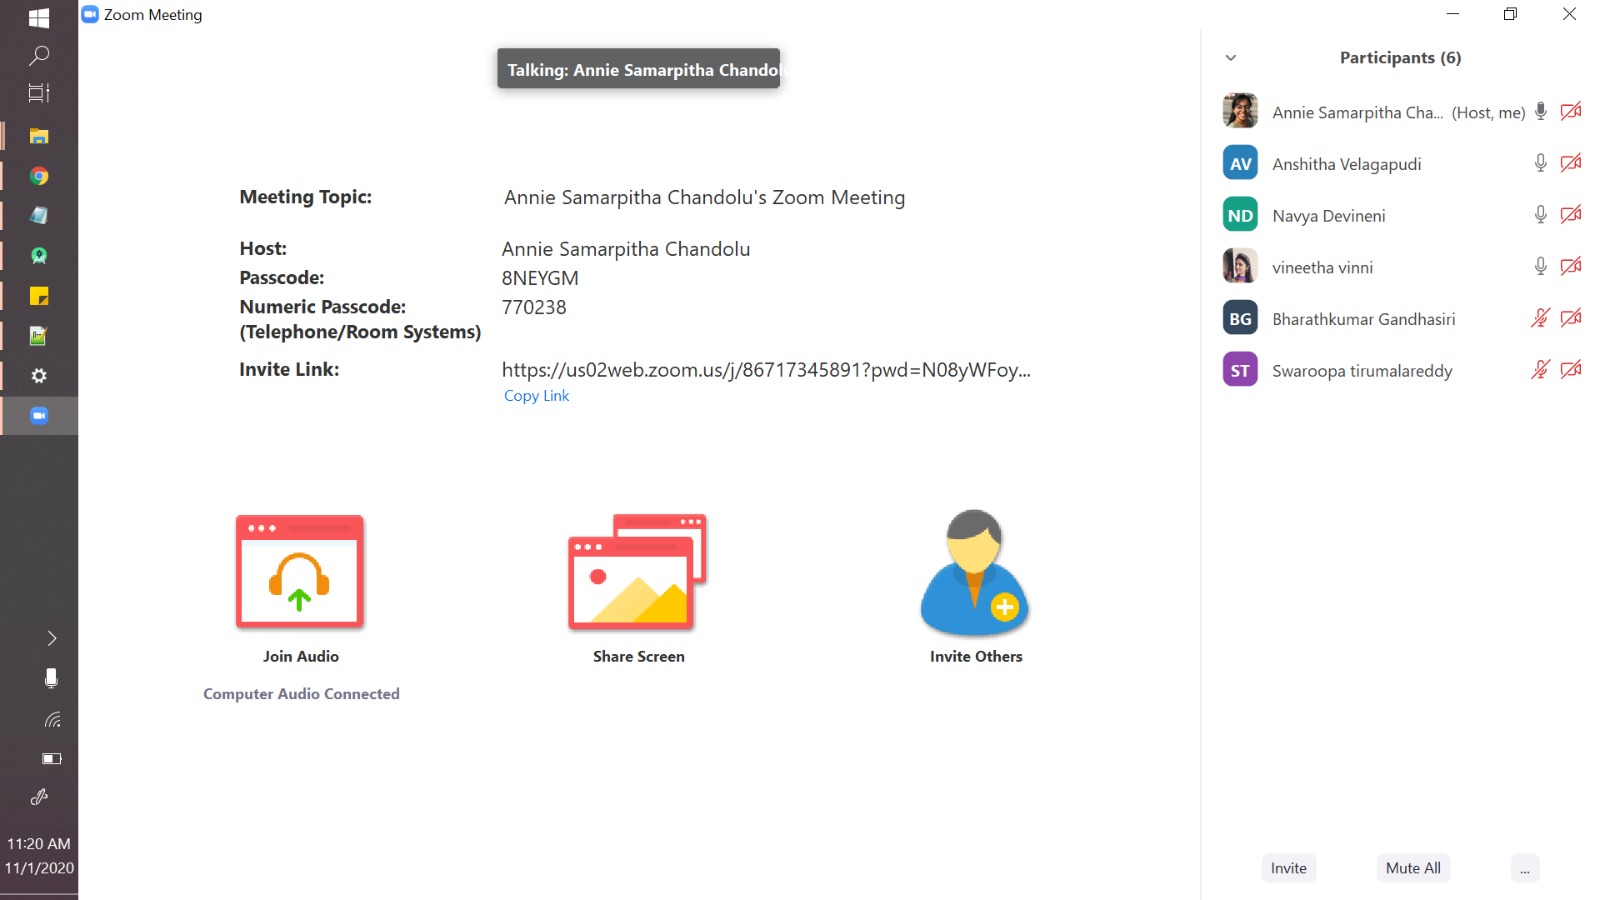 Zoom Meeting
Talking: Annie Samarpitha
Meeting Topic: Annie Samarpitha Chandolu's Zoom Meeting
Host: Annie Samarpitha Chandolu
Passcode: 8NEYGM
Numeric Passcode: 770238
(Telephone/Room Systems)
Invite Link: https://us02web.zoom.us/j/86717345891?pwd=N08yWFoy...
Copy Link
Join Audio
Computer Audio Connected
Share Screen
Invite Others
Participants (6)
Annie Samarpitha Cha... (Host, me)
AV Anshitha Velagapudi
ND Navya Devineni
vineetha vinni
BG Bharathkumar Gandhasiri
ST Swaroopa tirumalareddy
Invite Mute All ...
11:20 AM
11/1/2020